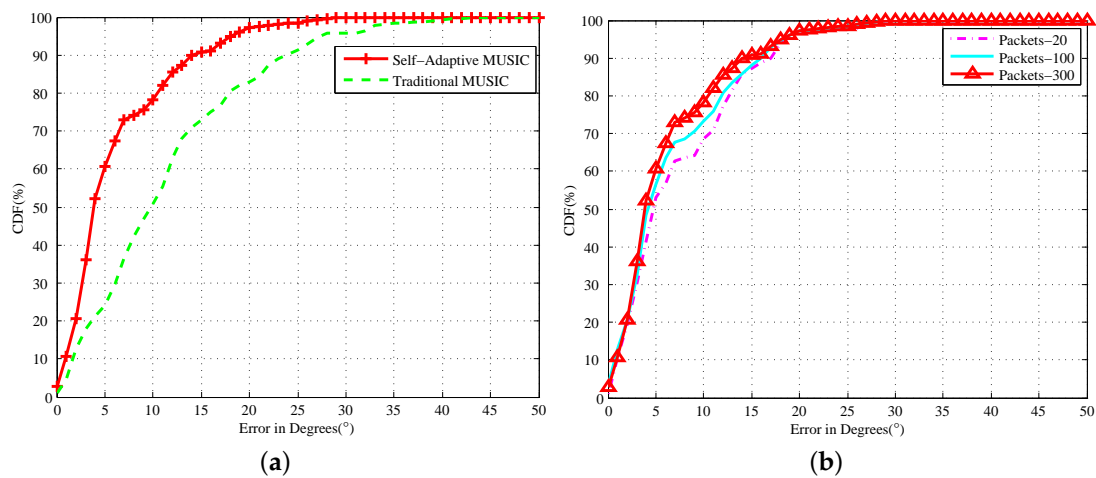 100
90
80
70
60
50
40
30
20
10
0
CDF(%)
Self-Adaptive MUSIC
Traditional MUSIC
0 5 10 15 20 25 30 35 40 45 50
Error in Degrees(°)
(a)
100
90
80
70
60
50
40
30
20
10
0
CDF(%)
Packets-20
Packets-100
Packets-300
0 5 10 15 20 25 30 35 40 45 50
Error in Degrees(°)
(b)